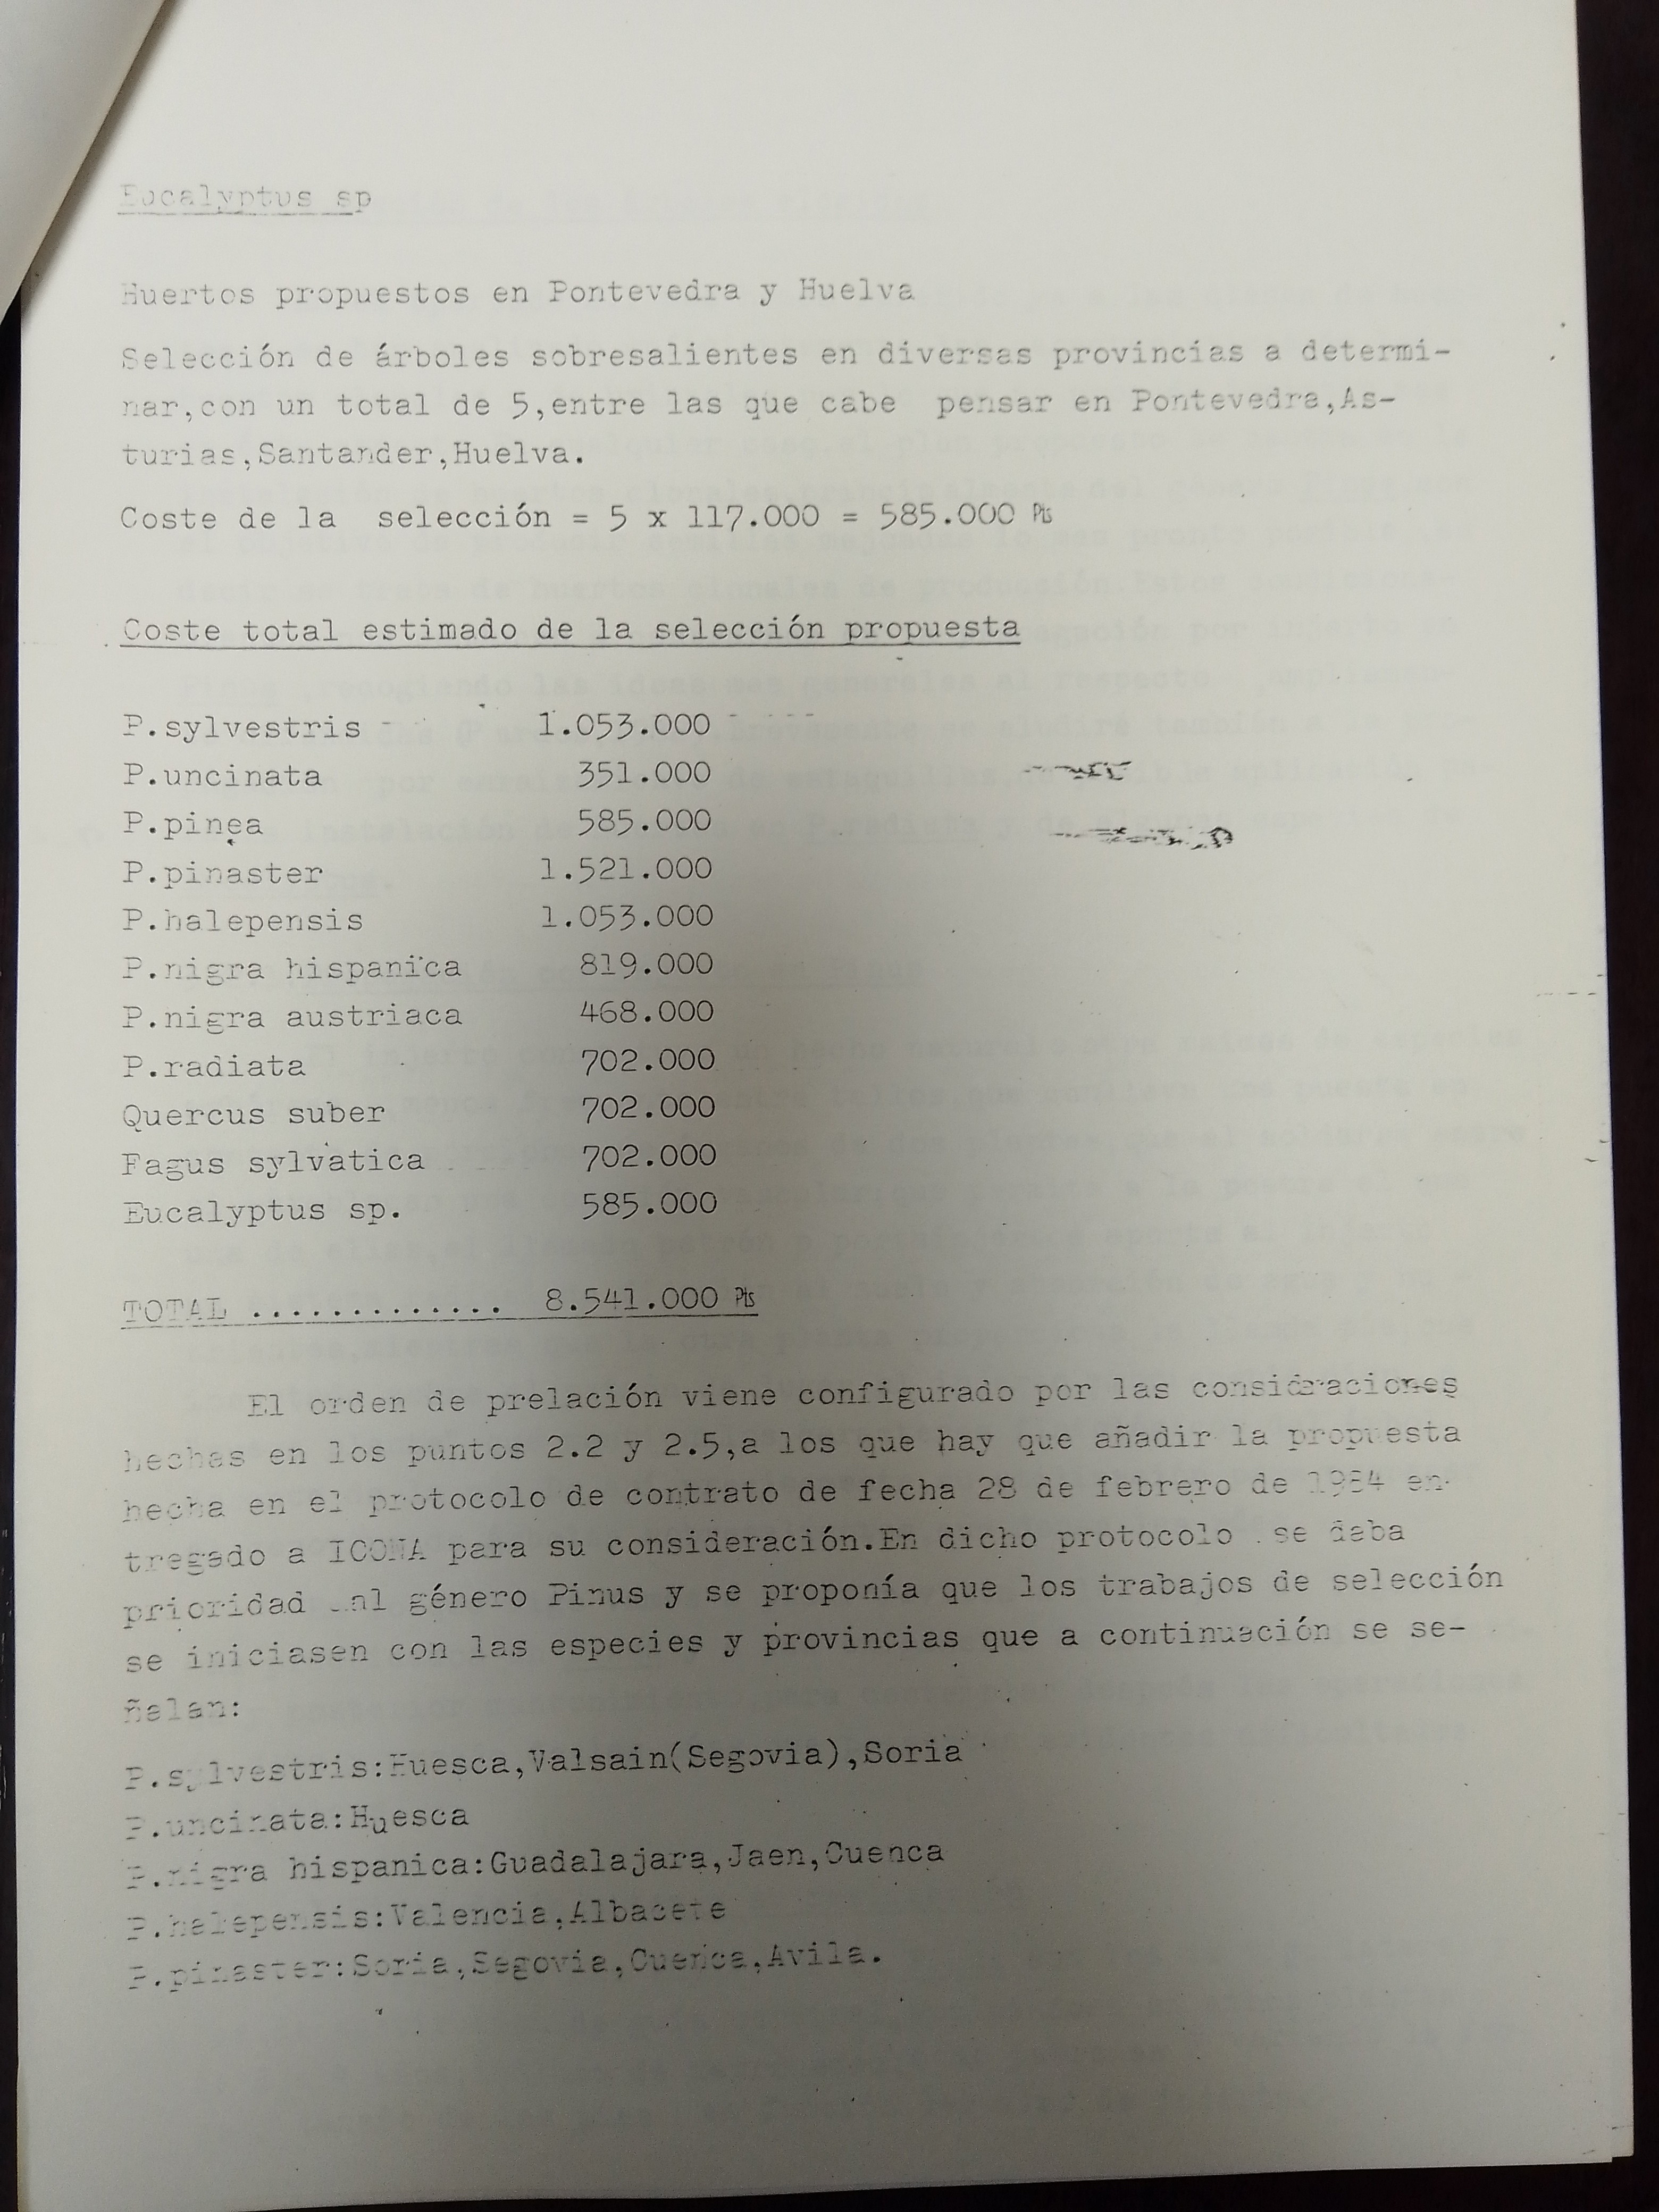 Eucalyptus sp
Huertos propuestos en Pontevedra y Huelva
Selección de árboles sobresalientes en diversas provincias a determi-
nar,con un total de 5,entre las que cabe pensar en Pontevedra,As-
turias,Santander,Huelva.
Coste de la selección = 5 x 117.000 = 585.000 Pts
Coste total estimado de la selección propuesta
P.sylvestris 1.053.000
P.uncinata 351.000
P.pinea 585.000
P.pinaster 1.521.000
P.halepensis 1.053.000
P.nigra hispanica 819.000
P.nigra austriaca 468.000
P.radiata 702.000
Quercus suber 702.000
Fagus sylvatica 702.000
Eucalyptus sp. 585.000
TOTAL ............. 8.541.000 Pts
El orden de prelación viene configurado por las consideraciones
hechas en los puntos 2.2 y 2.5,a los que hay que añadir la propuesta
hecha en el protocolo de contrato de fecha 28 de febrero de 1984 en-
tregado a ICONA para su consideración.En dicho protocolo se daba
prioridad al género Pinus y se proponía que los trabajos de selección
se iniciasen con las especies y provincias que a continuación se se-
ñalan:
P.sylvestris:Huesca,Valsain(Segovia),Soria
P.uncinata:Huesca
P.nigra hispanica:Guadalajara,Jaen,Cuenca
P.halepensis:Valencia,Albacete
P.pinaster:Soria,Segovia,Cuenca,Avila.